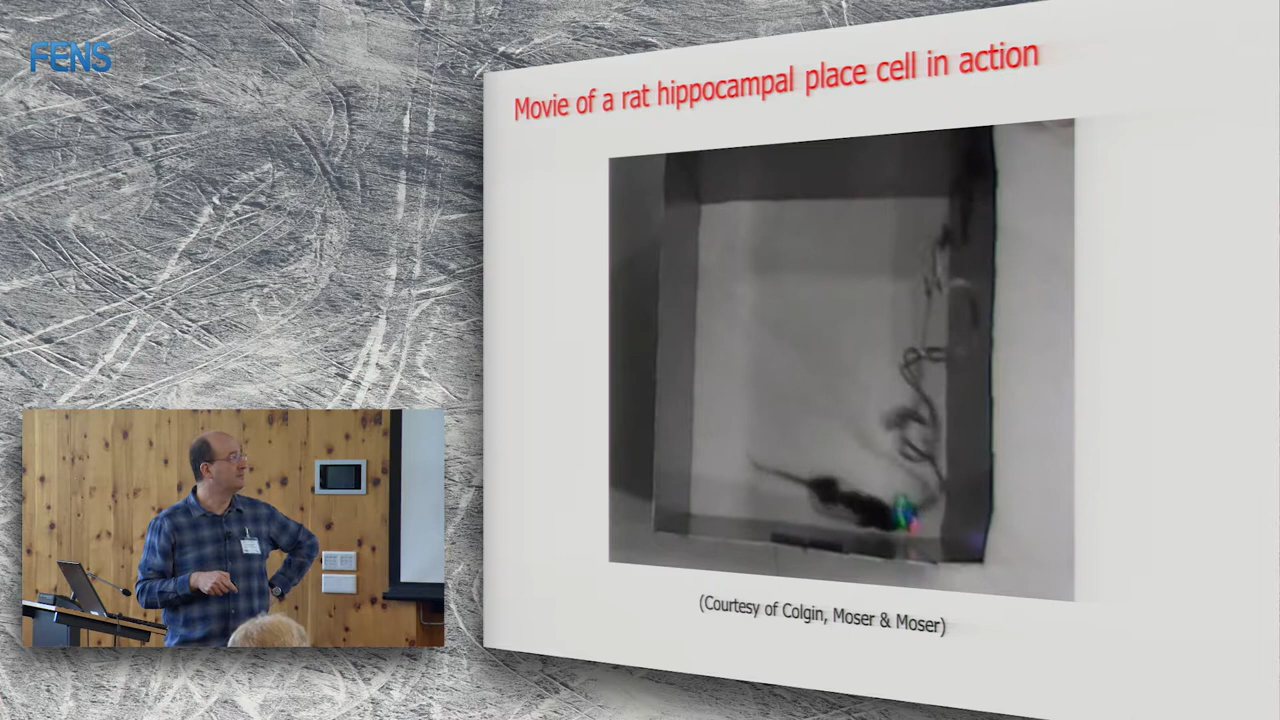 FENS
Movie of a rat hippocampal place cell in action
(Courtesy of Colgin, Moser & Moser)